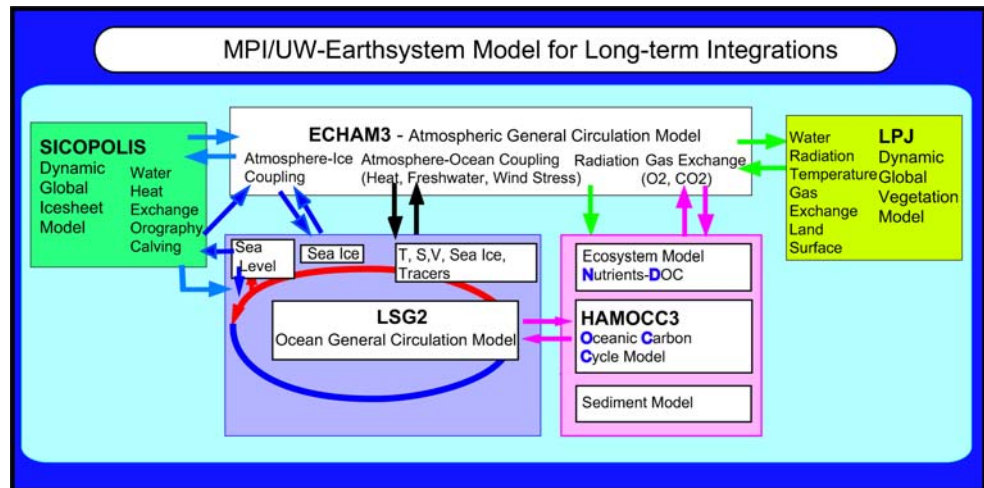 MPI/UW-Earthsystem Model for Long-term Integrations
ECHAM3 - Atmospheric General Circulation Model
Atmosphere-Ice
Coupling
Atmosphere-Ocean Coupling
(Heat, Freshwater, Wind Stress)
Radiation
Gas Exchange
(O2, CO2)
SICOPOLIS
Dynamic
Global
Icesheet
Model
Water
Heat
Exchange
Orography
Calving
LPJ
Dynamic
Global
Vegetation
Model
Water
Radiation
Temperature
Gas
Exchange
Land
Surface
Sea
Level
Sea Ice
T, S,V, Sea Ice,
Tracers
LSG2
Ocean General Circulation Model
Ecosystem Model
Nutrients-DOC
HAMOCC3
Oceanic Carbon
Cycle Model
Sediment Model